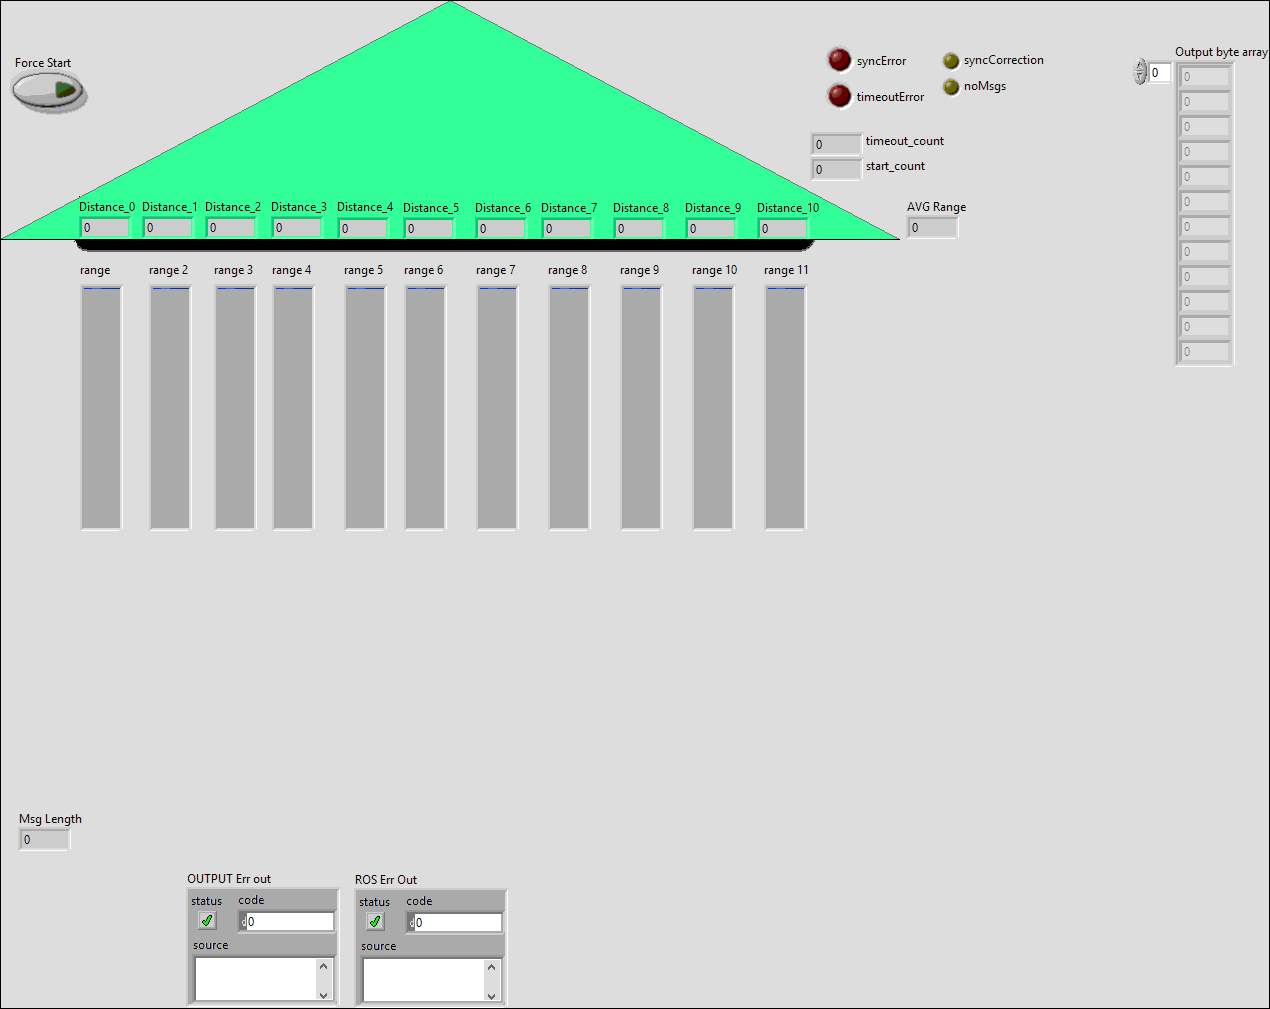 Output byte array
Force Start
syncError
syncCorrection
timeoutError
noMsgs
0
0
0
0
0
0
0
0
0
0
0
0
0
0 timeout_count
0 start_count
Distance_0 Distance_1 Distance_2 Distance_3 Distance_4 Distance_5 Distance_6 Distance_7 Distance_8 Distance_9 Distance_10 AVG Range
0 0 0 0 0 0 0 0 0 0 0 0
range range 2 range 3 range 4 range 5 range 6 range 7 range 8 range 9 range 10 range 11
Msg Length
0
OUTPUT Err out
status code
0
source
ROS Err Out
status code
0
source